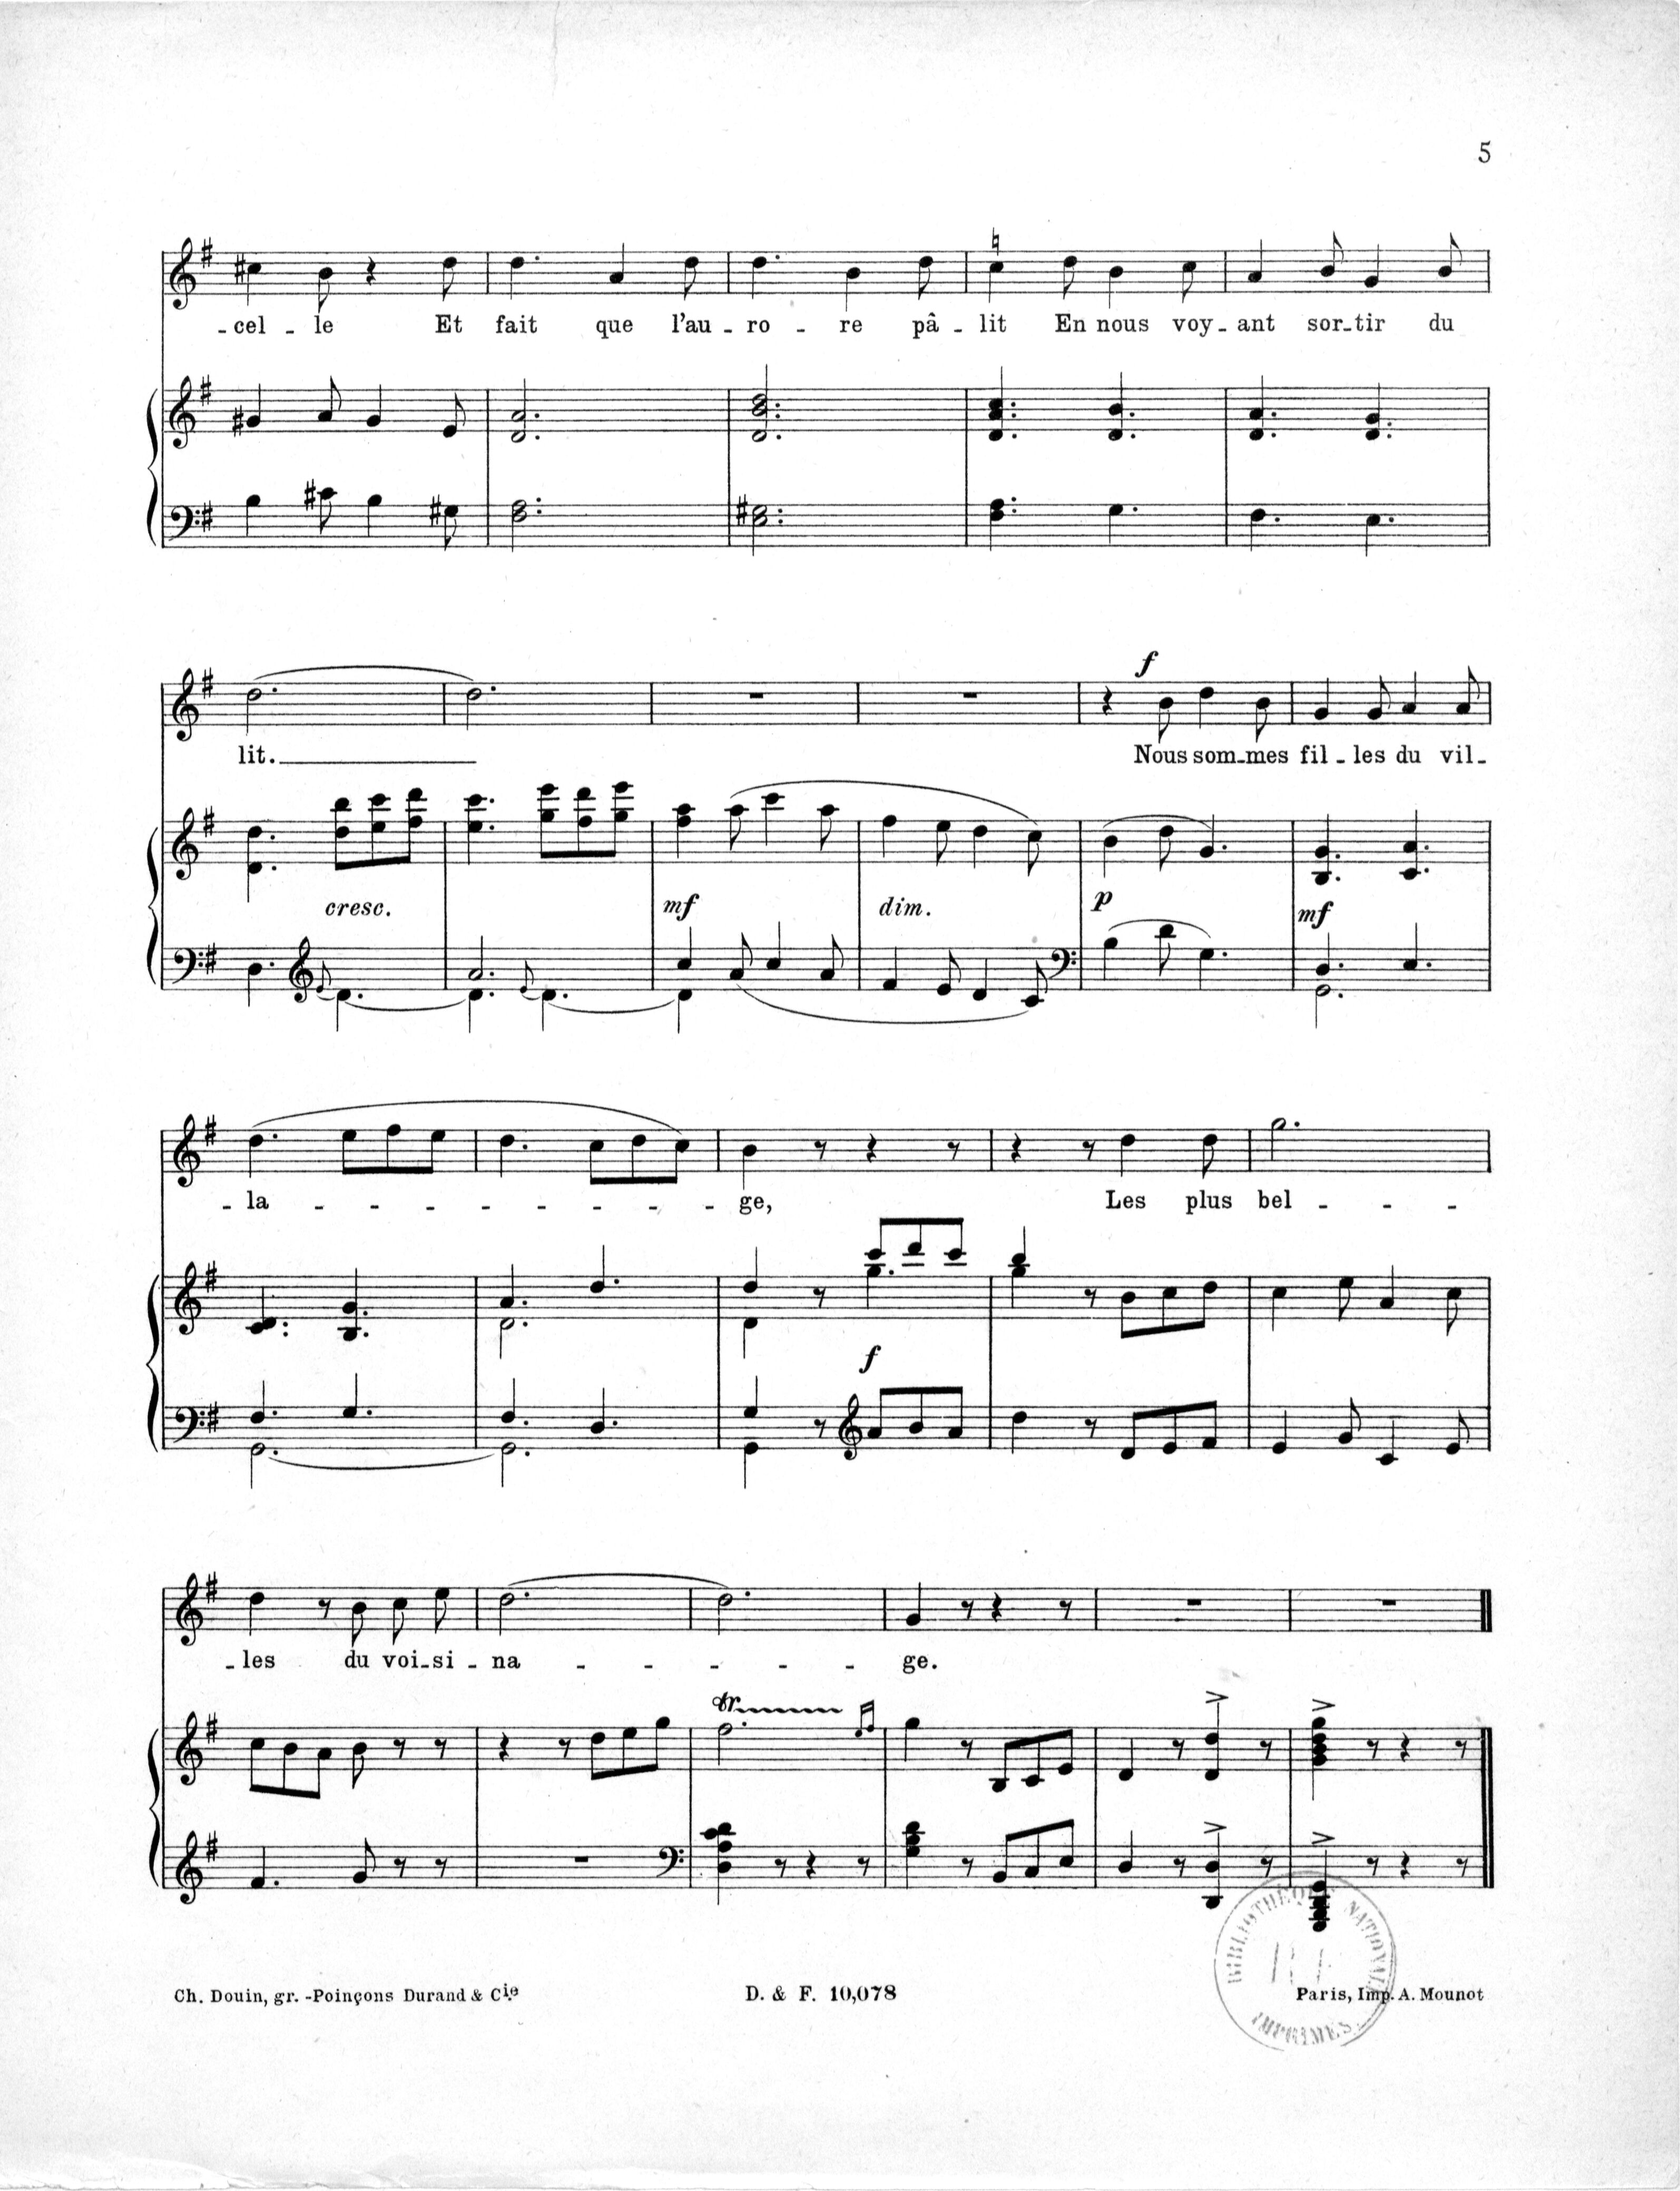 5
-cel - le Et fait que l'au - ro - re pâ - lit En nous voy - ant sor - tir du
f
lit.
cresc.
mf
dim.
p
Nous som - mes fil - les du vil -
mf
- la - - - - - - - - ge, Les plus bel - - -
f
- les du voi - si - na - - - - - ge.
tr
Ch. Douin, gr. - Poinçons Durand & Cie
D. & F. 10,078
Paris, Imp. A. Mounot
BIBLIOTHÈQUE NATIONALE
IMPRIMÉS